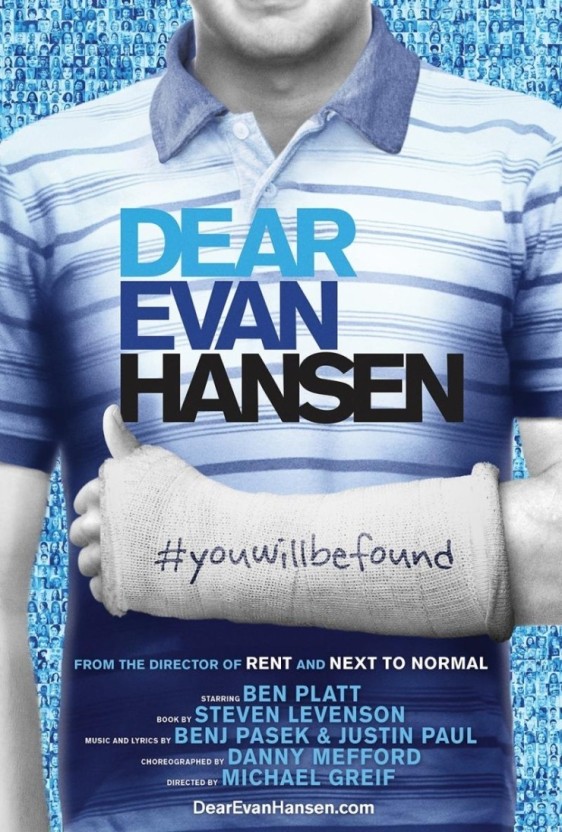 DEAR
EVAN
HANSEN
#youwillbefound
FROM THE DIRECTOR OF RENT AND NEXT TO NORMAL
STARRING BEN PLATT
BOOK BY STEVEN LEVENSON
MUSIC AND LYRICS BY BENJ PASEK & JUSTIN PAUL
CHOREOGRAPHED BY DANNY MEFFORD
DIRECTED BY MICHAEL GREIF
DearEvanHansen.com